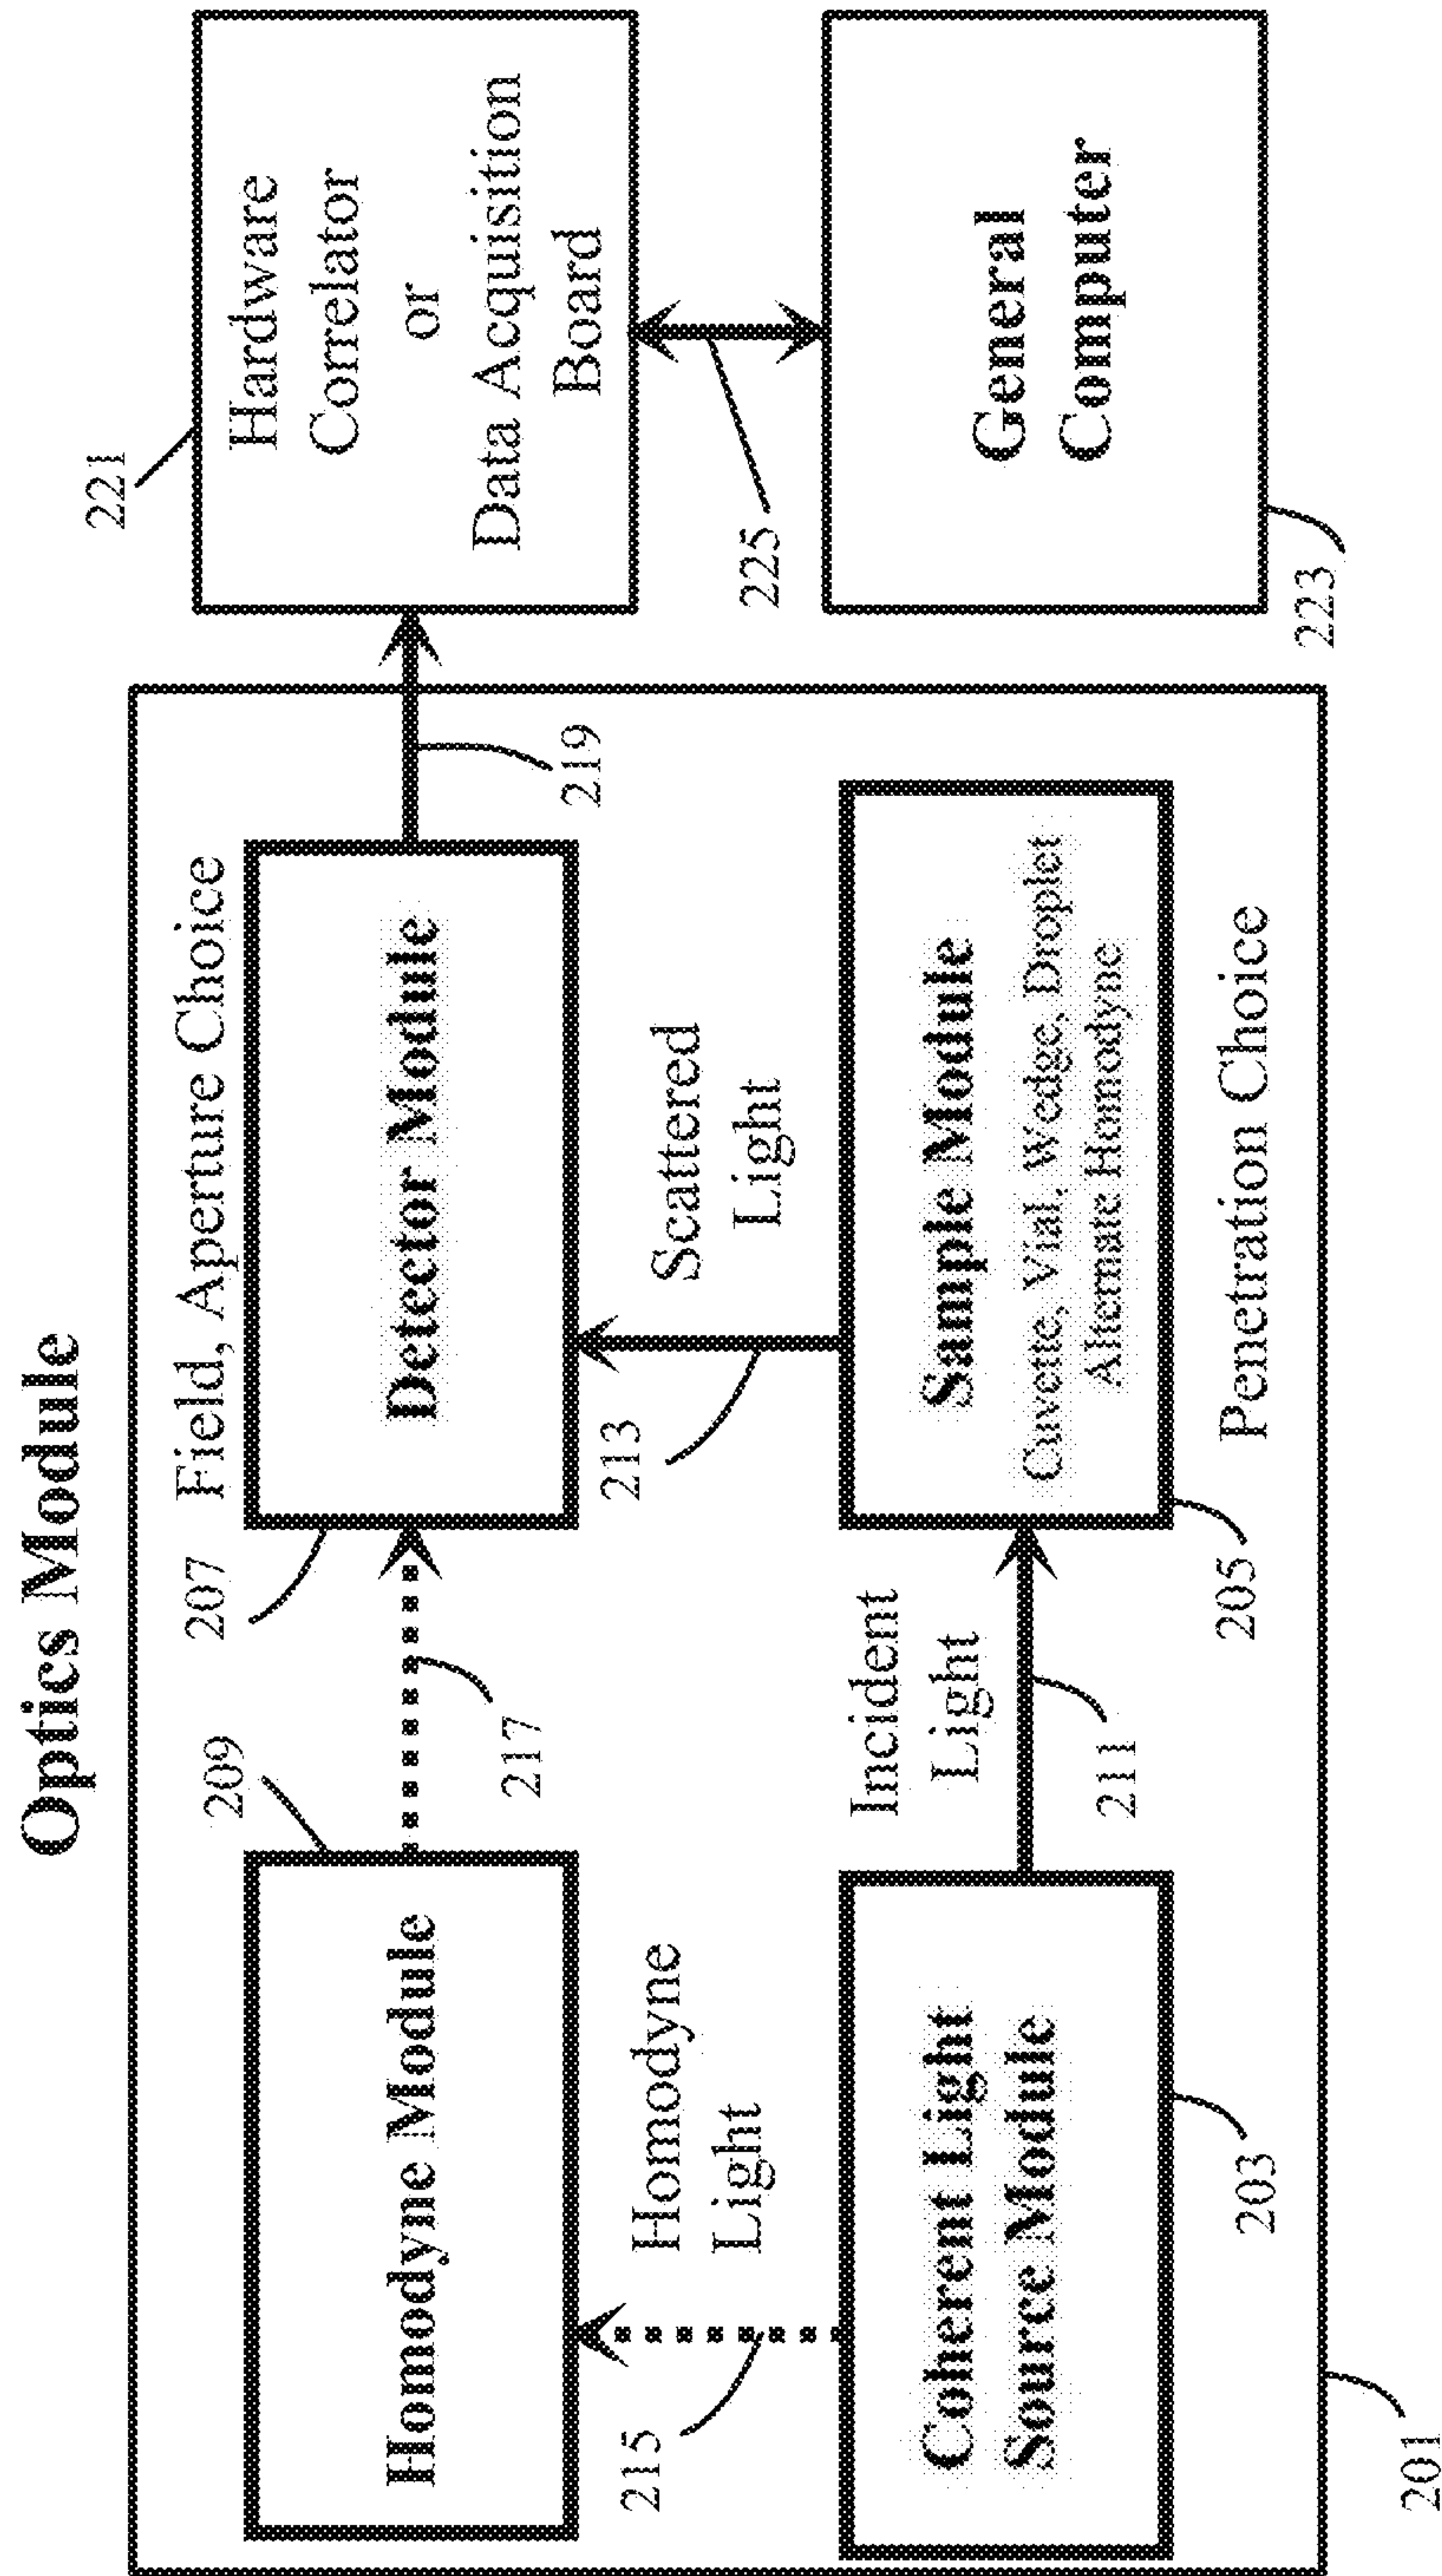 Optics Module
Field, Aperture Choice
209
207
Homodyne Module
Detector Module
217
219
215
Homodyne
Light
213
Scattered
Light
Incident
Light
211
Coherent Light
Source Module
Sample Module
Cuvette, Vial, Wedge, Droplet
Alternate Homodyne
203
205
Penetration Choice
201
221
Hardware
Correlator
or
Data Acquisition
Board
225
General
Computer
223